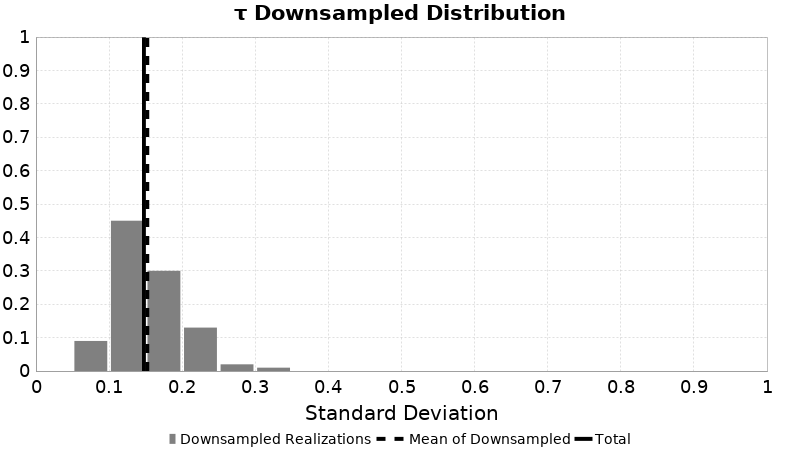 τ Downsampled Distribution
1
0.9
0.8
0.7
0.6
0.5
0.4
0.3
0.2
0.1
0
0 0.1 0.2 0.3 0.4 0.5 0.6 0.7 0.8 0.9 1
Standard Deviation
Downsampled Realizations Mean of Downsampled Total